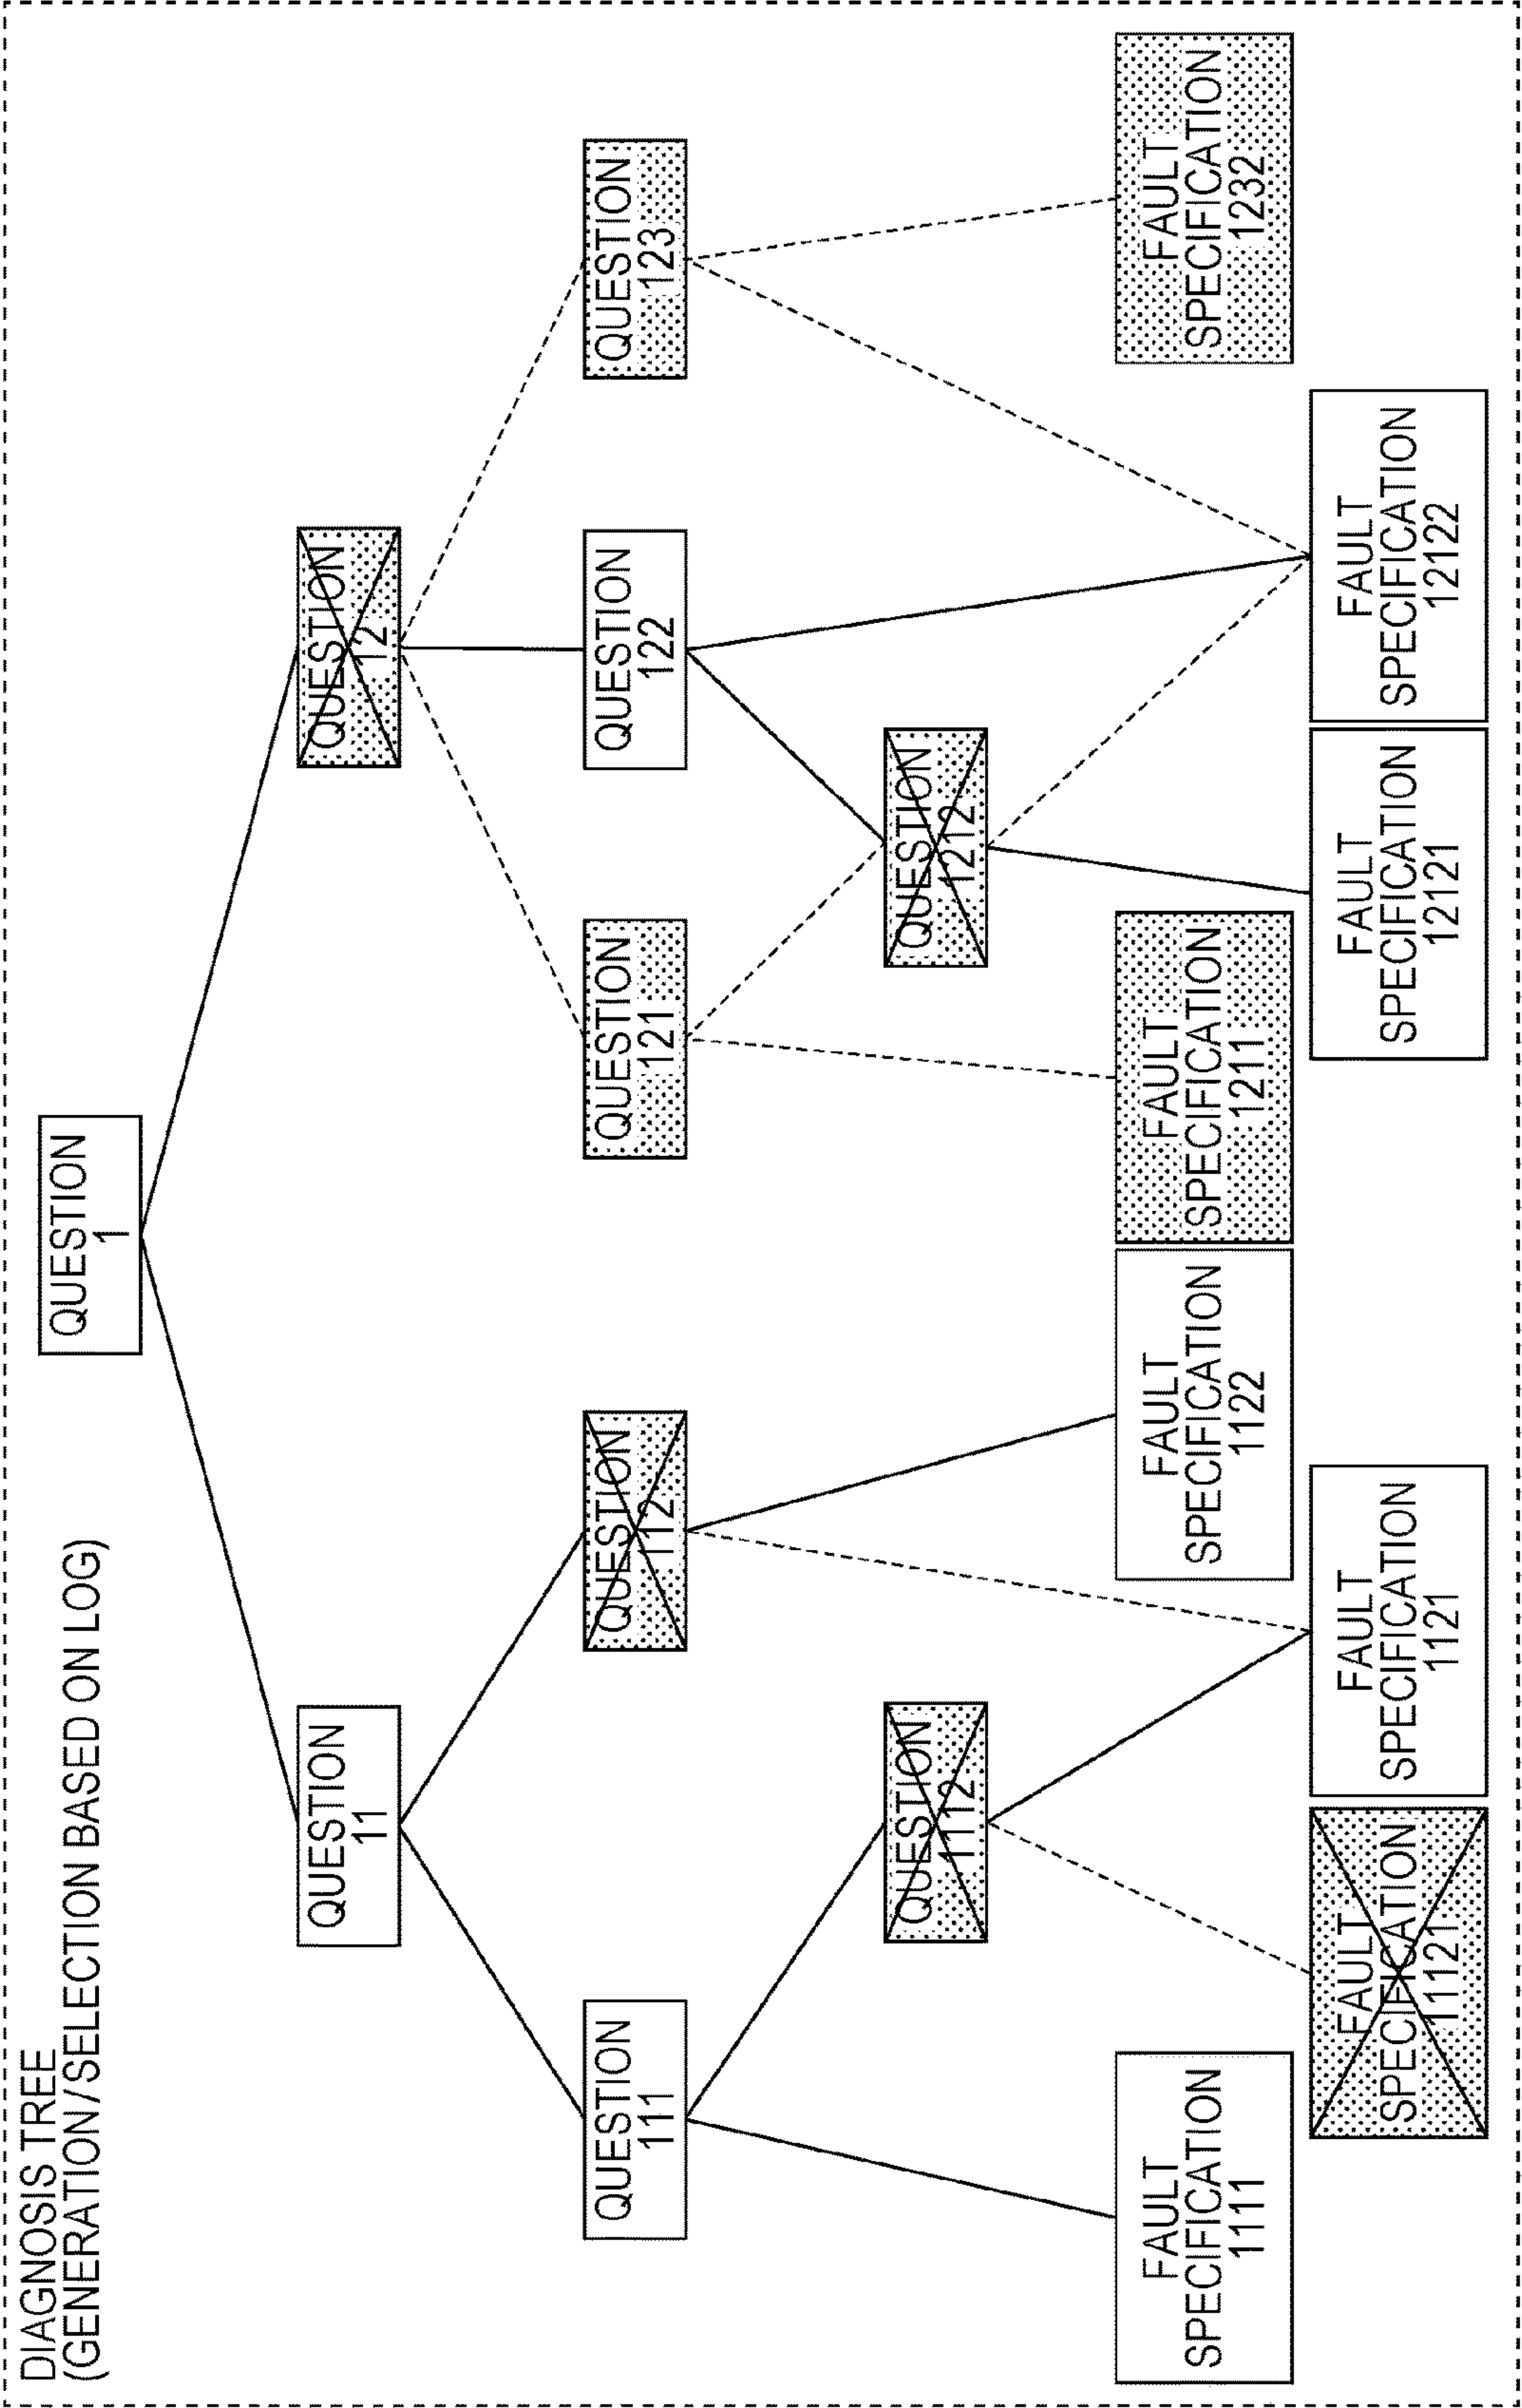 DIAGNOSIS TREE
(GENERATION/SELECTION BASED ON LOG)
QUESTION
1
QUESTION
11
QUESTION
12
QUESTION
111
QUESTION
112
QUESTION
121
QUESTION
122
QUESTION
123
QUESTION
1112
QUESTION
1212
FAULT
SPECIFICATION
1111
FAULT
SPECIFICATION
1122
FAULT
SPECIFICATION
1211
FAULT
SPECIFICATION
1232
FAULT
SPECIFICATION
11121
FAULT
SPECIFICATION
1121
FAULT
SPECIFICATION
12121
FAULT
SPECIFICATION
12122